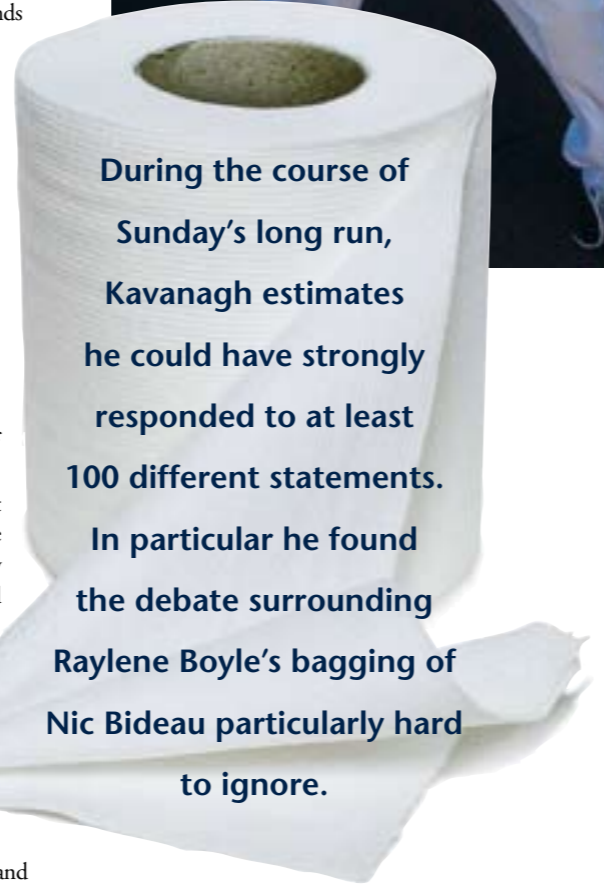 During the course of
Sunday’s long run,
Kavanagh estimates
he could have strongly
responded to at least
100 different statements.
In particular he found
the debate surrounding
Raylene Boyle’s bagging of
Nic Bideau particularly hard
to ignore.
and